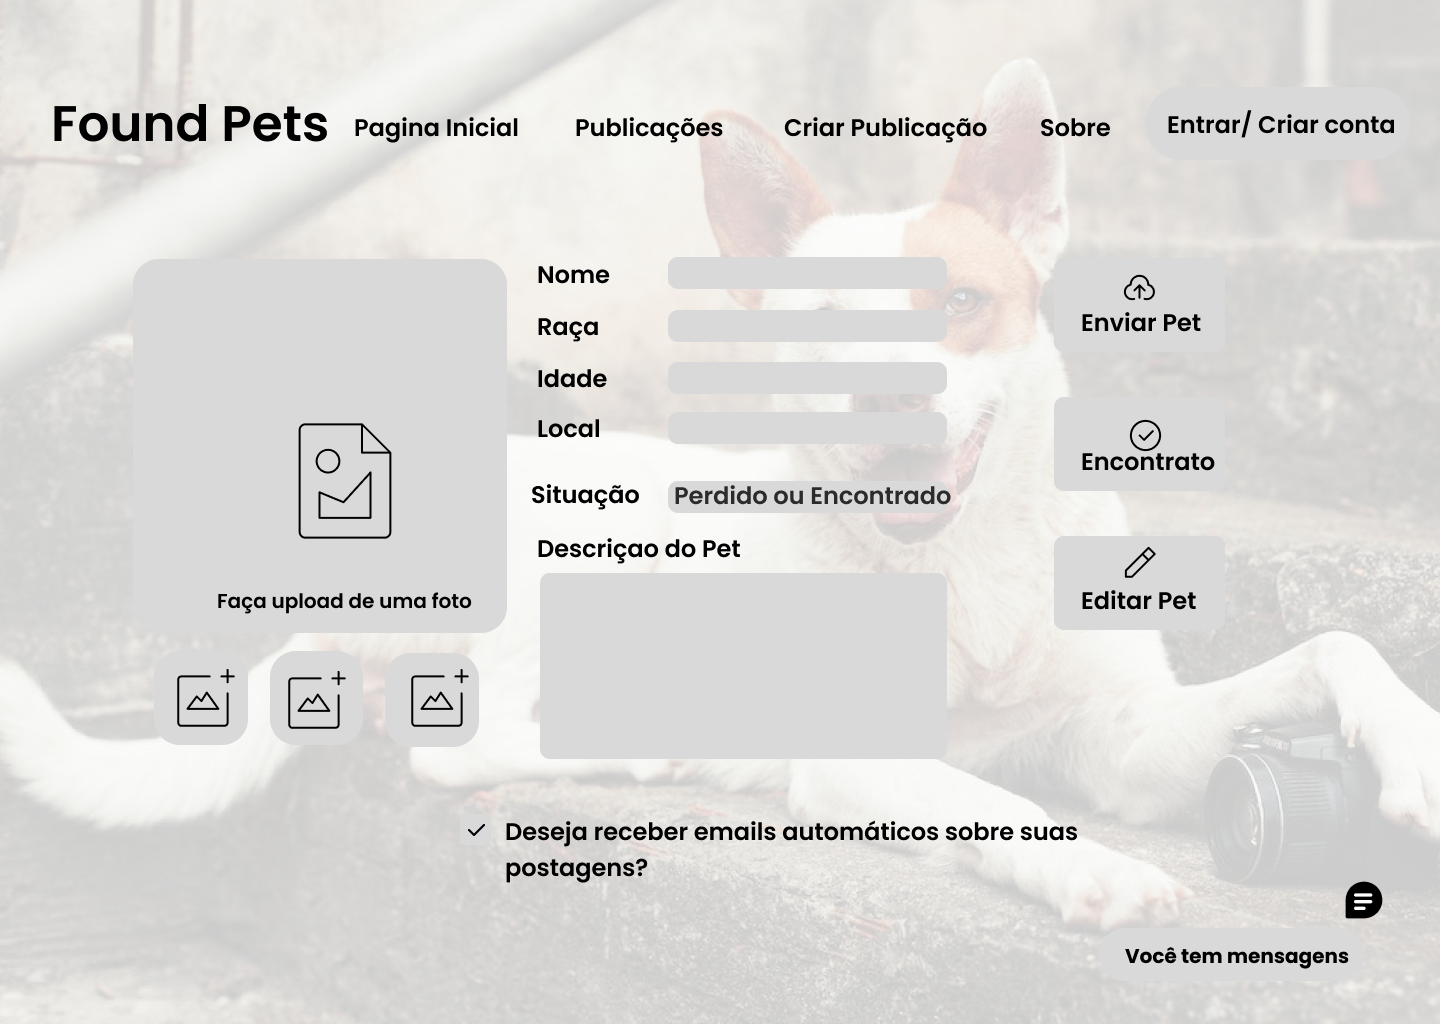 Found Pets
Pagina Inicial
Publicações
Criar Publicação
Sobre
Entrar/ Criar conta
Faça upload de uma foto
Nome
Raça
Idade
Local
Situação
Perdido ou Encontrado
Descriçao do Pet
Enviar Pet
Encontrato
Editar Pet
Deseja receber emails automáticos sobre suas
postagens?
Você tem mensagens